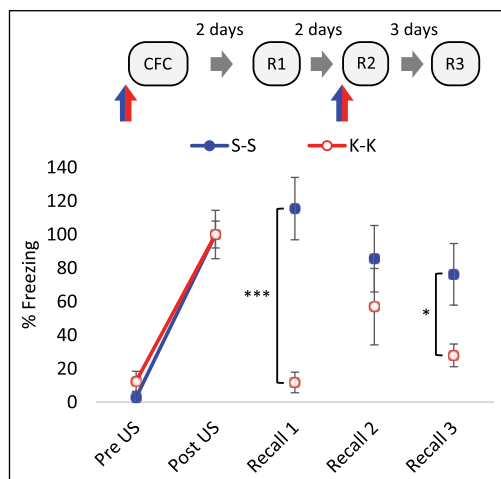 2 days 2 days 3 days
CFC R1 R2 R3
S-S K-K
140
120
100
80
60
40
20
0
% Freezing
***
*
Pre US
Post US
Recall 1
Recall 2
Recall 3